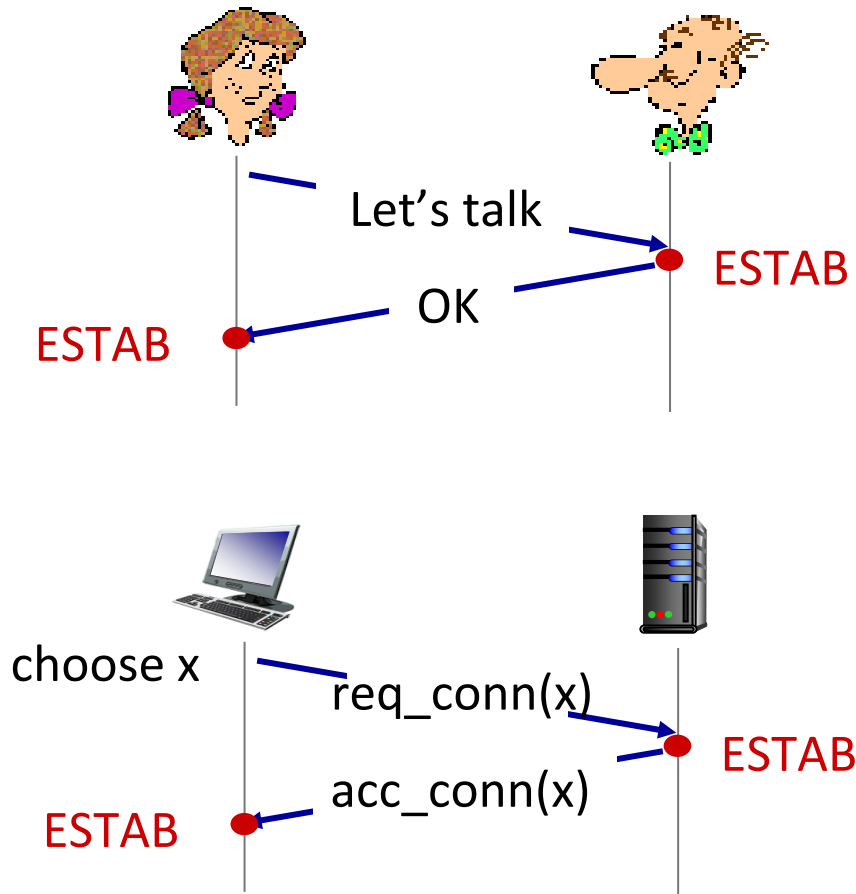 Let’s talk
ESTAB
OK
ESTAB
choose x
req_conn(x)
ESTAB
acc_conn(x)
ESTAB